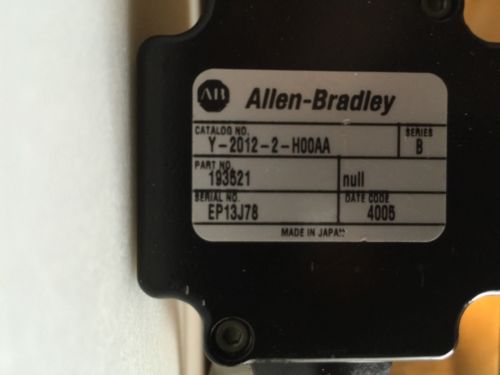 AB Allen-Bradley
CATALOG NO. SERIES
Y-2012-2-H00AA B
PART NO.
193521 null
SERIAL NO. DATE CODE
EP13J78 4005
MADE IN JAPAN